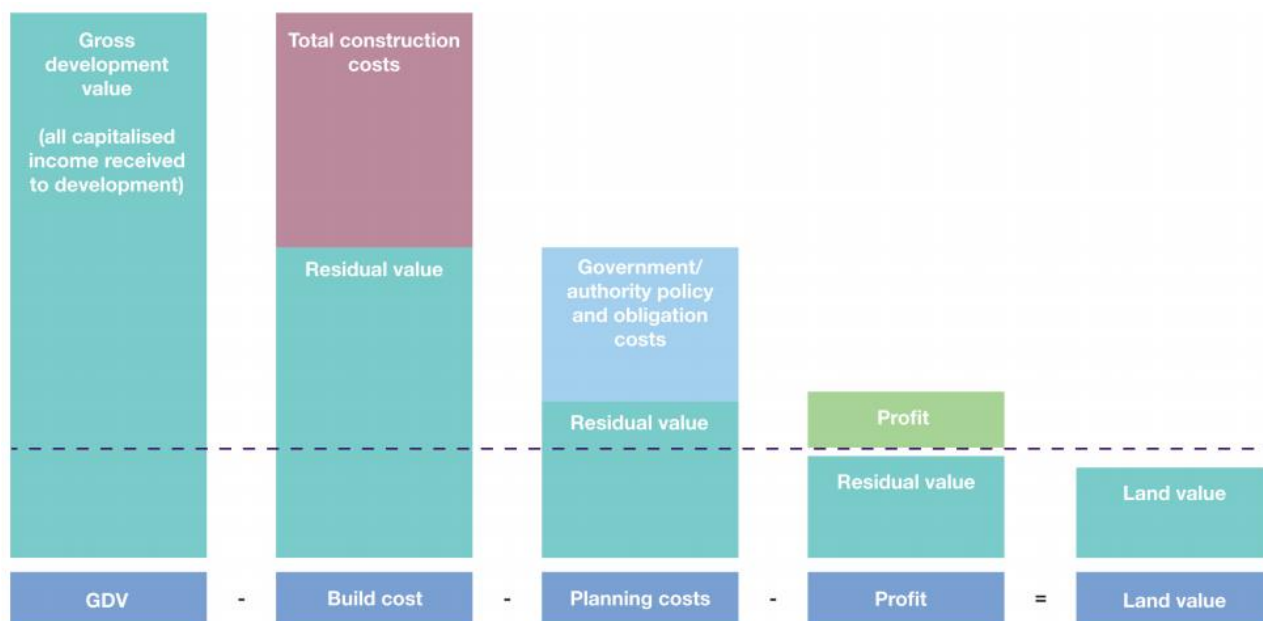 Gross
development
value
(all capitalised
income received
to development)
Total construction
costs
Residual value
Government/
authority policy
and obligation
costs
Residual value
Profit
Residual value
Land value
GDV - Build cost - Planning costs - Profit = Land value